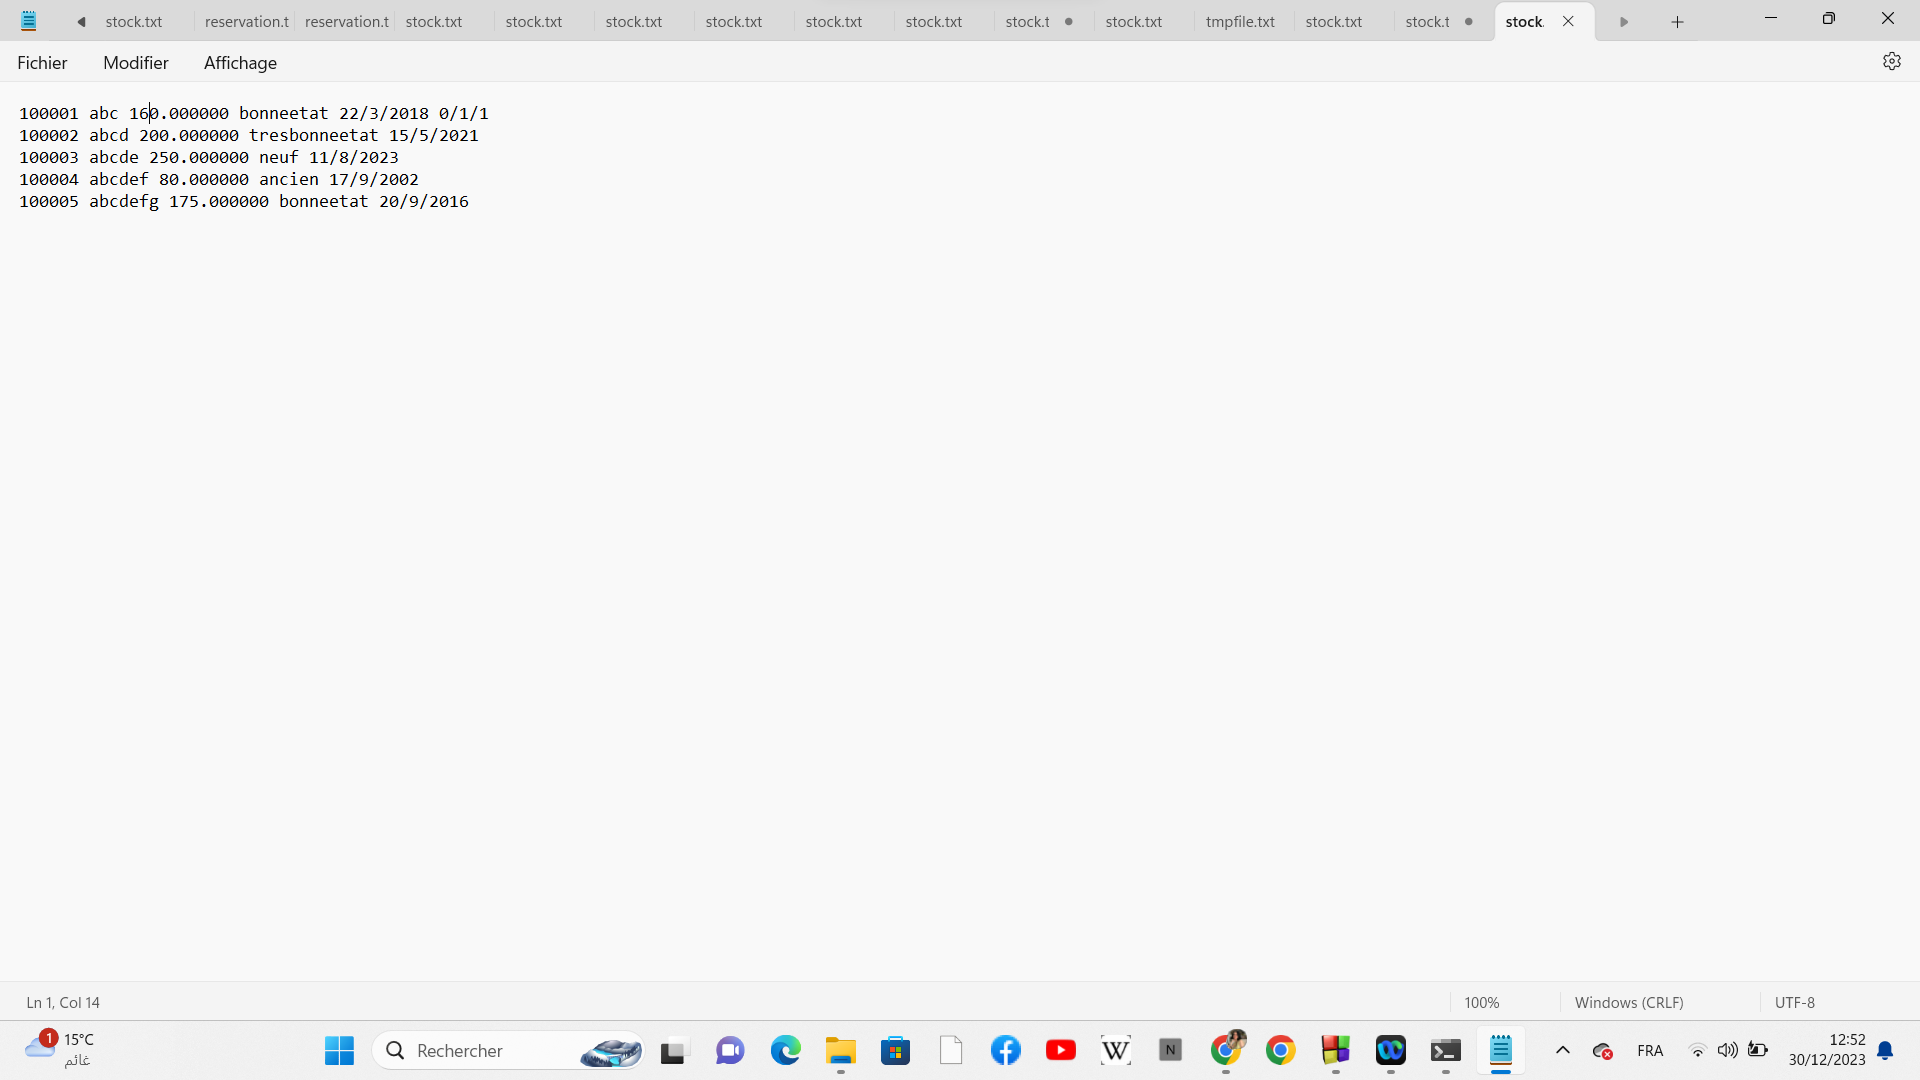 stock.txt reservation.t reservation.t stock.txt stock.txt stock.txt stock.txt stock.txt stock.txt stock.t stock.txt tmpfile.txt stock.txt stock.t stock.
Fichier Modifier Affichage
100001 abc 160.000000 bonneetat 22/3/2018 0/1/1
100002 abcd 200.000000 tresbonneetat 15/5/2021
100003 abcde 250.000000 neuf 11/8/2023
100004 abcdef 80.000000 ancien 17/9/2002
100005 abcdefg 175.000000 bonneetat 20/9/2016
Ln 1, Col 14 100% Windows (CRLF) UTF-8
1 15°C
غائم
Rechercher
W
N
FRA
12:52
30/12/2023